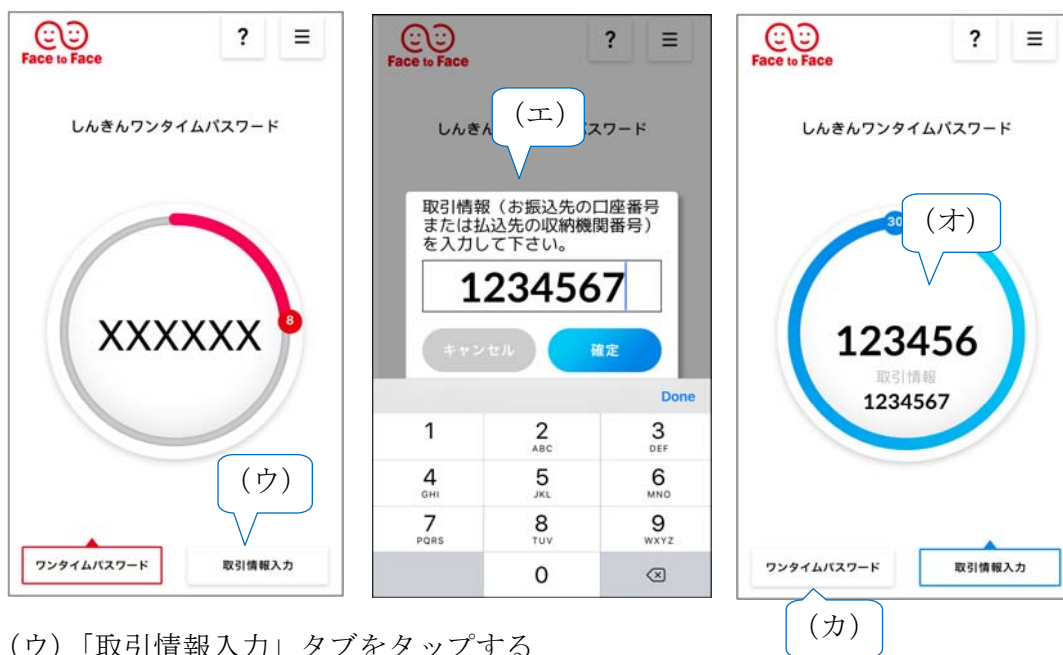 Face to Face
?
しんきんワンタイムパスワード
XXXXXX
8
(ウ)
ワンタイムパスワード
取引情報入力
Face to Face
?
(エ)
しんきん
スワード
取引情報（お振込先の口座番号
または払込先の収納機関番号）
を入力して下さい。
1234567
キャンセル
確定
Done
1
2
ABC
3
DEF
4
GHI
5
JKL
6
MNO
7
PQRS
8
TUV
9
WXYZ
0
Face to Face
?
しんきんワンタイムパスワード
30
(オ)
123456
取引情報
1234567
ワンタイムパスワード
取引情報入力
(カ)
(ウ)「取引情報入力」タブをタップする